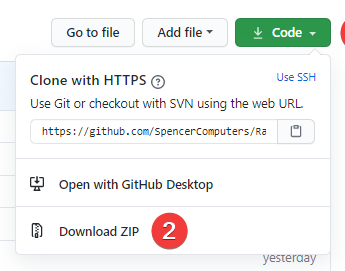 Go to file
Add file
Code
Clone with HTTPS
Use SSH
Use Git or checkout with SVN using the web URL.
https://github.com/SpencerComputers/Ra
Open with GitHub Desktop
Download ZIP
2
yesterday